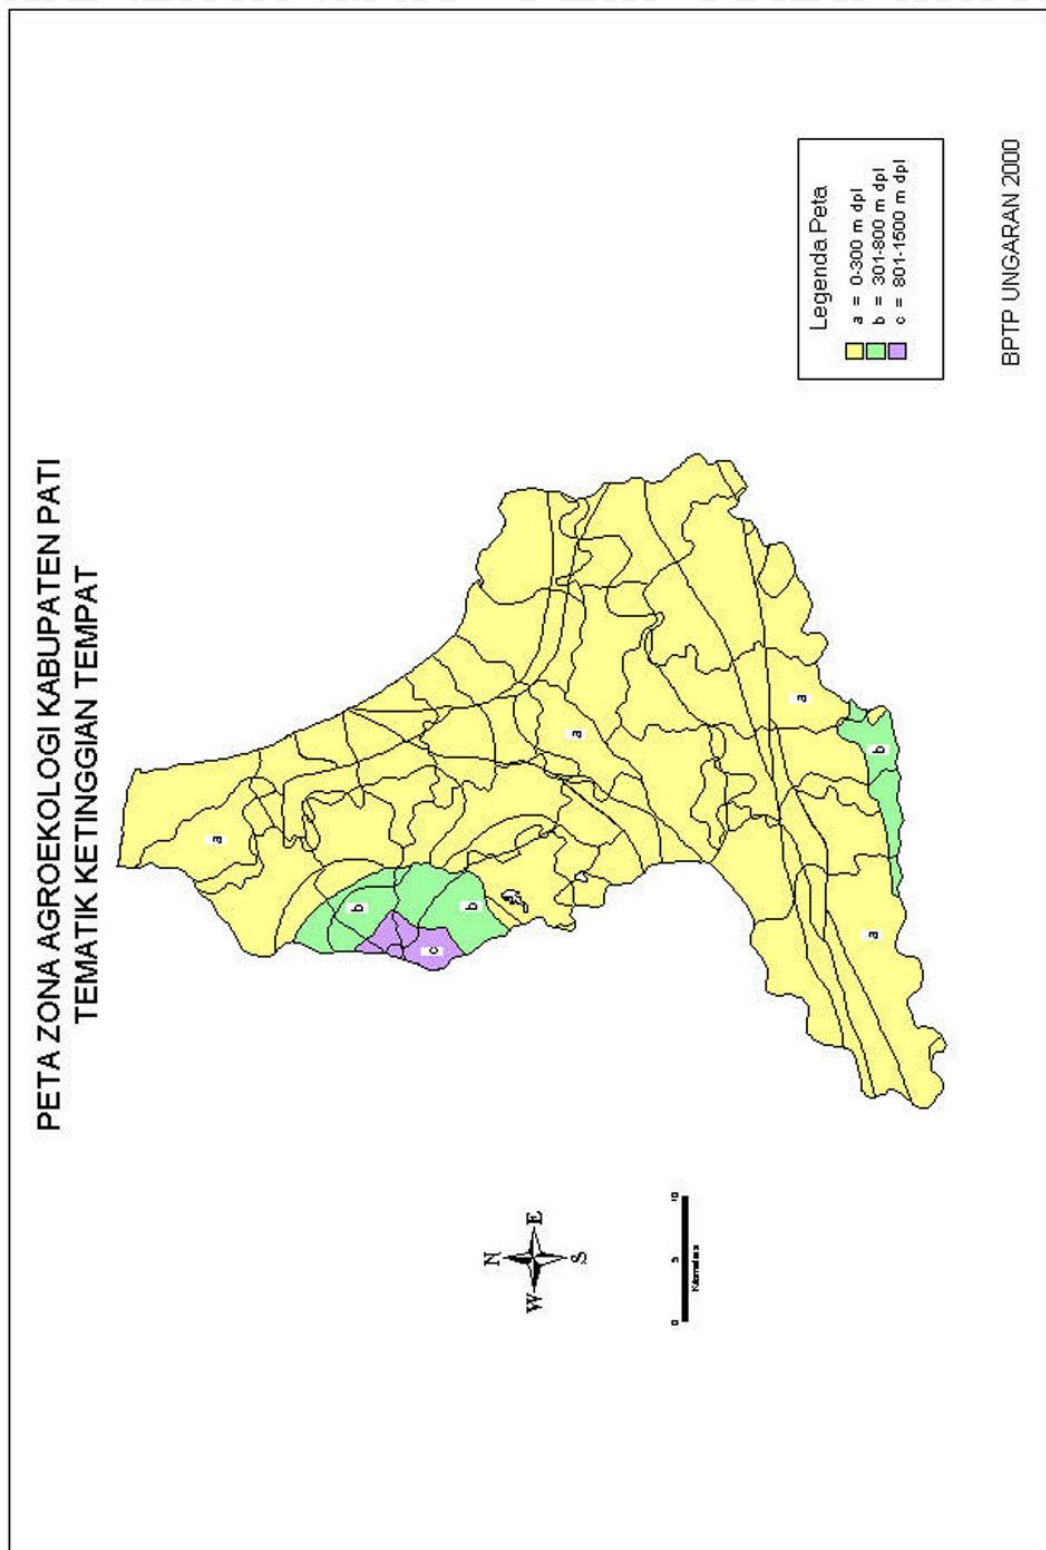 PETA ZONA AGROEKOLOGI KABUPATEN PATI
TEMATIK KETINGGIAN TEMPAT
a
b
b
c
a
a
b
a
N
W
E
S
0
5
10
Kilometers
Legenda Peta
a = 0-300 m dpl
b = 301-800 m dpl
c = 801-1500 m dpl
BPTP UNGARAN 2000